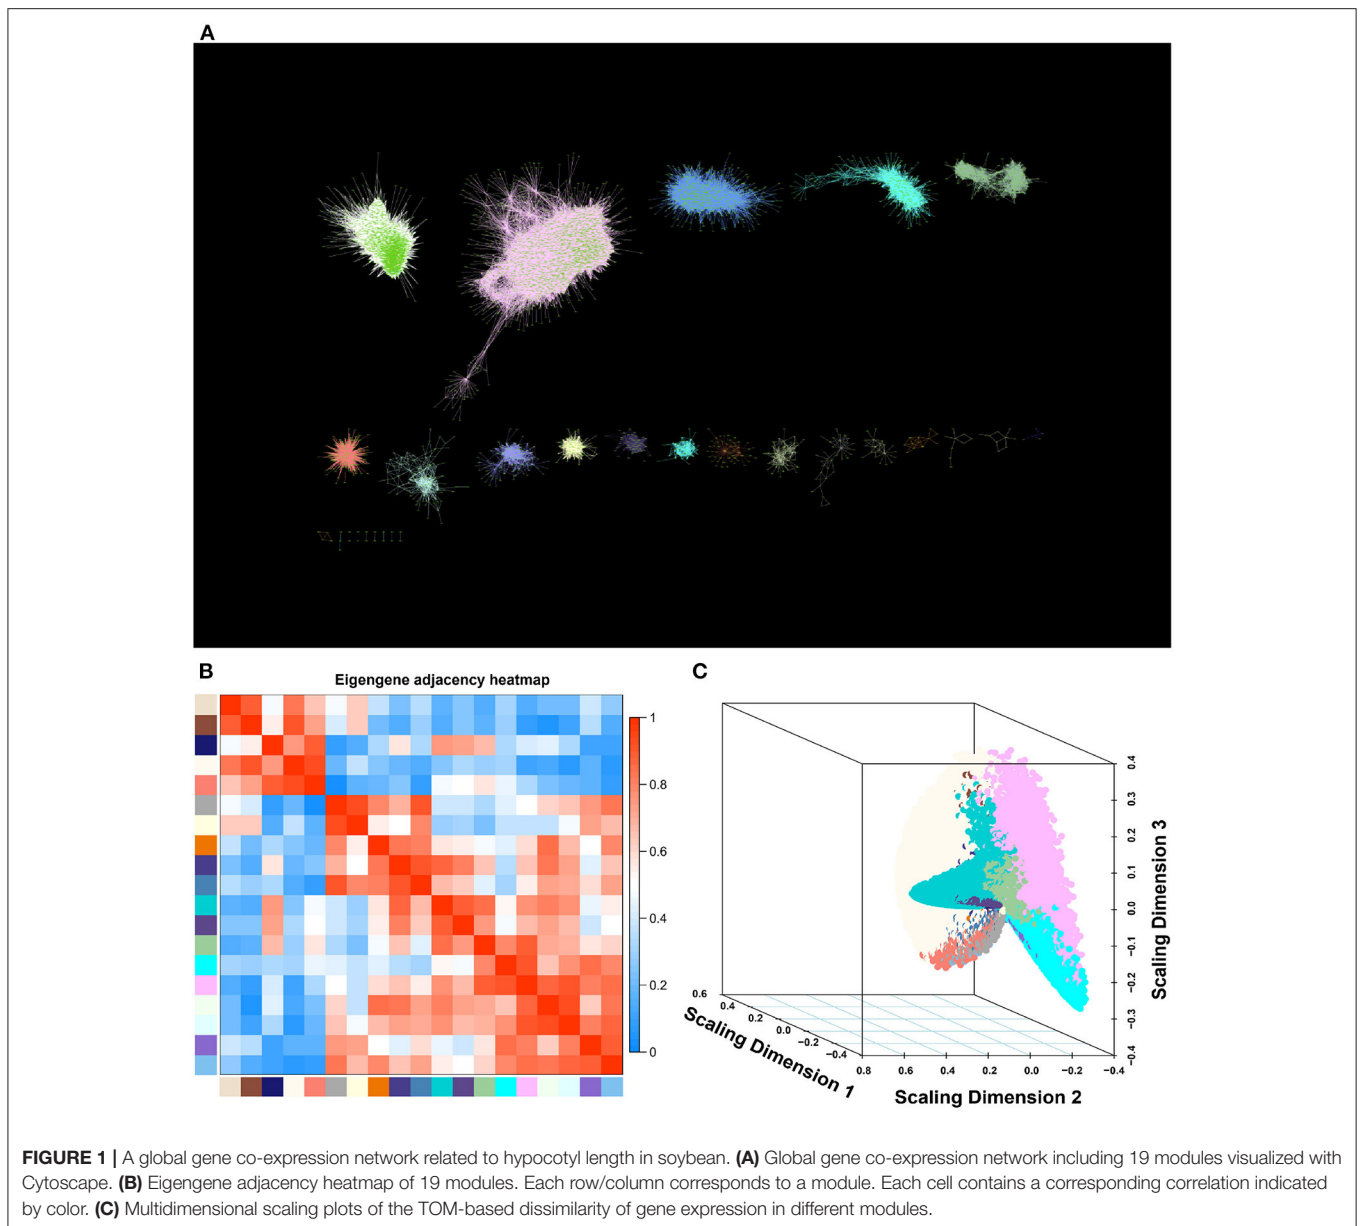 A
B
Eigengene adjacency heatmap
1
0.8
0.6
0.4
0.2
0
C
0.4
0.3
0.2
0.1
0.0
−0.1
−0.2
−0.3
−0.4
Scaling Dimension 3
0.6
0.4
0.2
0.0
−0.2
−0.4
Scaling Dimension 1
0.8
0.6
0.4
0.2
0.0
−0.2
−0.4
Scaling Dimension 2
FIGURE 1 | A global gene co-expression network related to hypocotyl length in soybean. (A) Global gene co-expression network including 19 modules visualized with
Cytoscape. (B) Eigengene adjacency heatmap of 19 modules. Each row/column corresponds to a module. Each cell contains a corresponding correlation indicated
by color. (C) Multidimensional scaling plots of the TOM-based dissimilarity of gene expression in different modules.